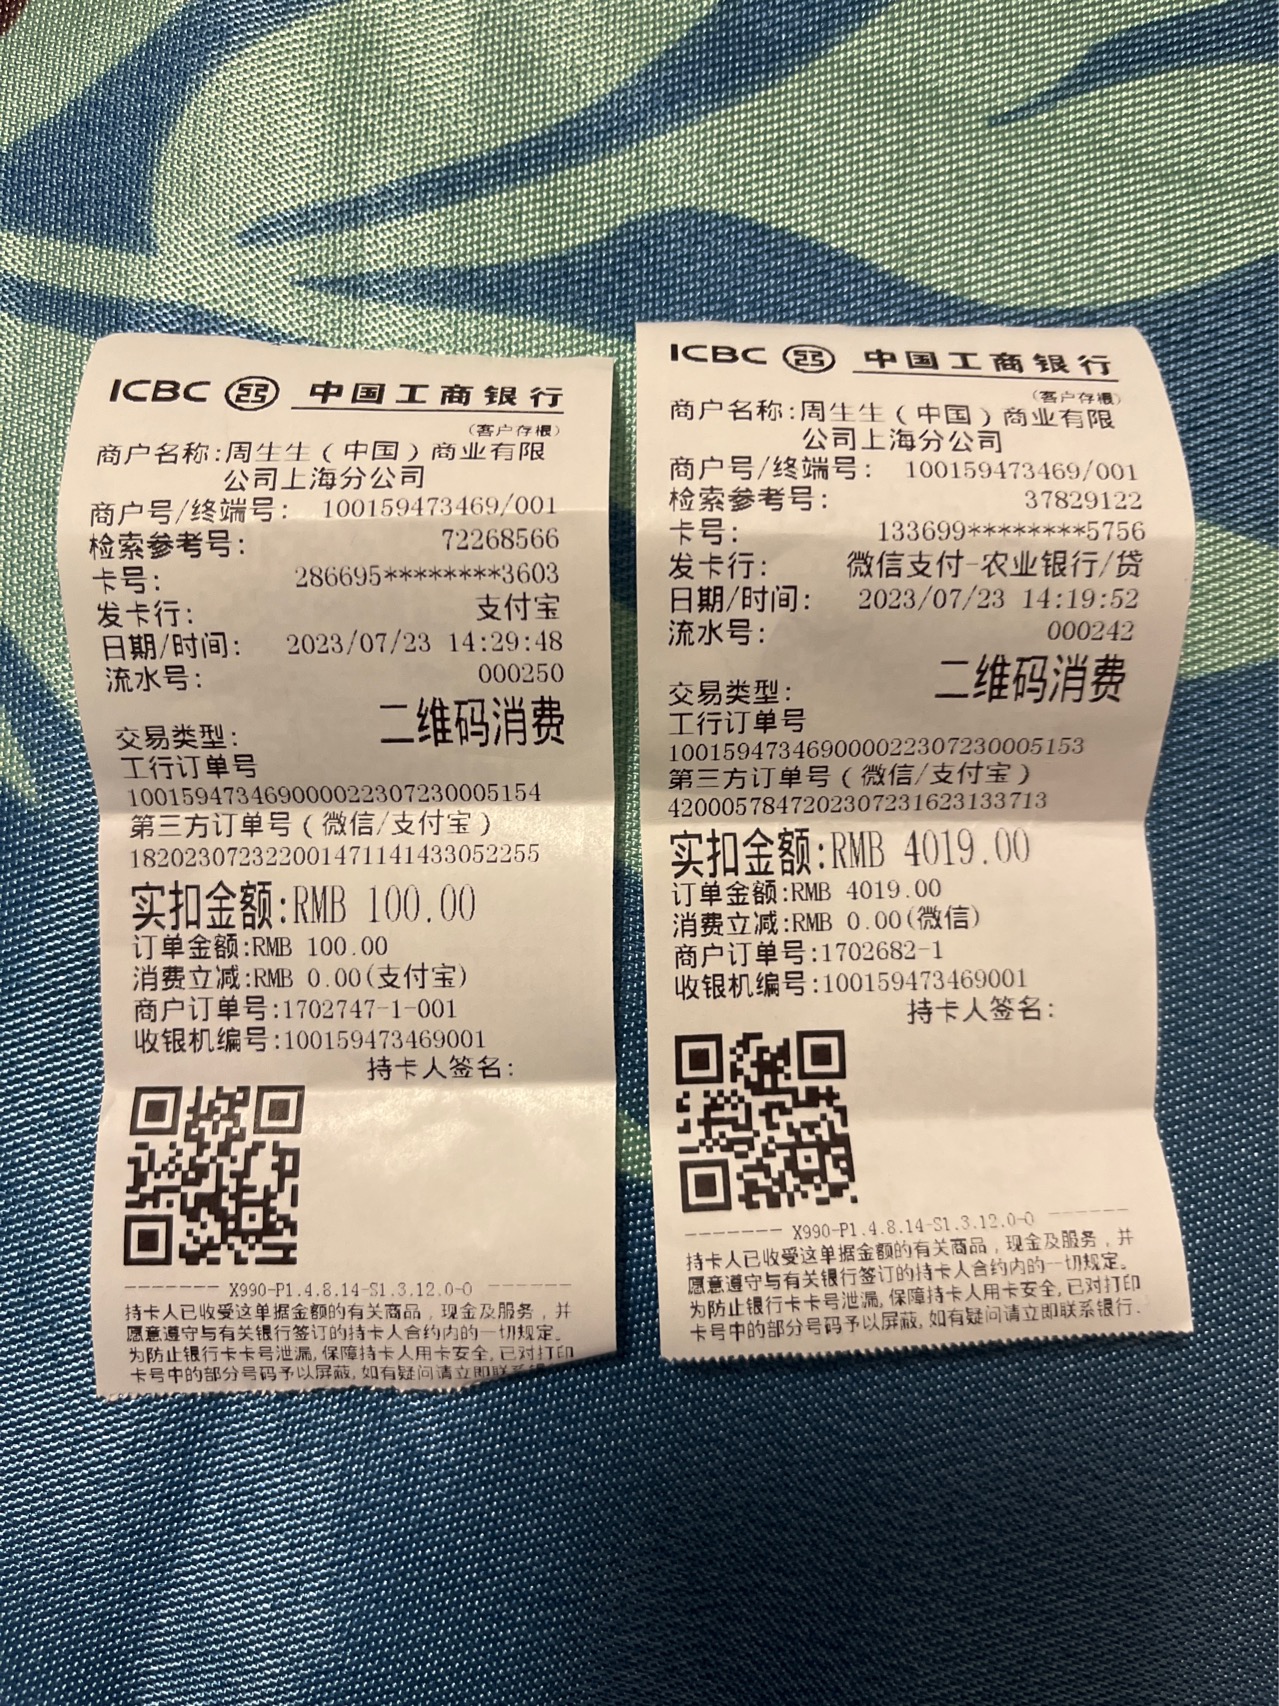 ICBC 中国工商银行
(客户存根)
商户名称:周生生(中国)商业有限
公司上海分公司
商户号/终端号: 100159473469/001
检索参考号: 72268566
卡号: 286695********3603
发卡行: 支付宝
日期/时间: 2023/07/23 14:29:48
流水号: 000250
交易类型: 二维码消费
工行订单号
100159473469000022307230005154
第三方订单号(微信/支付宝)
182023072322001471141433052255
实扣金额:RMB 100.00
订单金额:RMB 100.00
消费立减:RMB 0.00(支付宝)
商户订单号:1702747-1-001
收银机编号:100159473469001
持卡人签名:
X990-P1.4.8.14-S1.3.12.0-0
持卡人已收受这单据金额的有关商品,现金及服务,并
愿意遵守与有关银行签订的持卡人合约内的一切规定。
为防止银行卡卡号泄漏,保障持卡人用卡安全,已对打印
卡号中的部分号码予以屏蔽,如有疑问请立即联系
ICBC 中国工商银行
(客户存根)
商户名称:周生生(中国)商业有限
公司上海分公司
商户号/终端号: 100159473469/001
检索参考号: 37829122
卡号: 133699********5756
发卡行: 微信支付-农业银行/贷
日期/时间: 2023/07/23 14:19:52
流水号: 000242
交易类型: 二维码消费
工行订单号
100159473469000022307230005153
第三方订单号(微信/支付宝)
4200057847202307231623133713
实扣金额:RMB 4019.00
订单金额:RMB 4019.00
消费立减:RMB 0.00(微信)
商户订单号:1702682-1
收银机编号:100159473469001
持卡人签名:
X990-P1.4.8.14-S1.3.12.0-0
持卡人已收受这单据金额的有关商品,现金及服务,并
愿意遵守与有关银行签订的持卡人合约内的一切规定。
为防止银行卡卡号泄漏,保障持卡人用卡安全,已对打印
卡号中的部分号码予以屏蔽,如有疑问请立即联系银行.